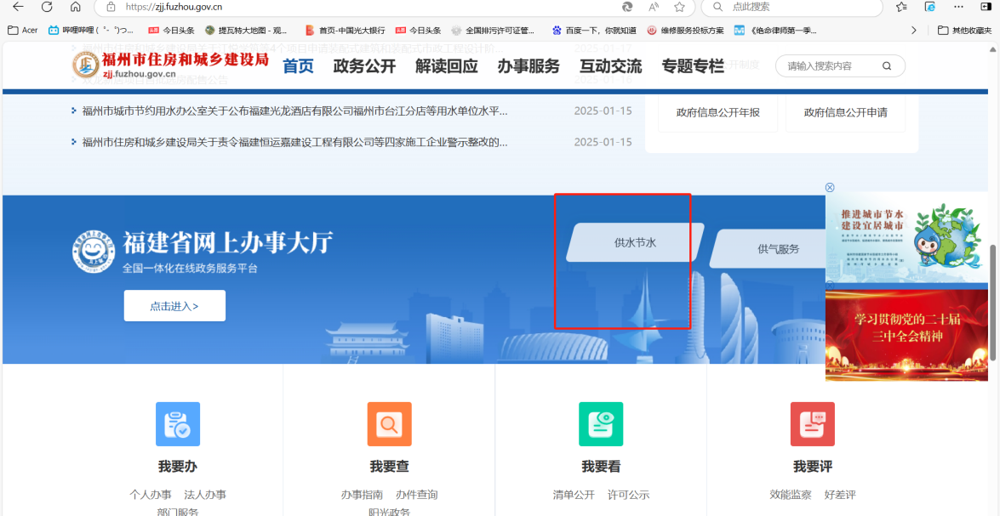 https://zjj.fuzhou.gov.cn
点此搜索
Acer
哔哩哔哩 (゜-゜)つ...
今日头条
提瓦特大地图 - 观...
首页-中国光大银行
今日头条
全国排污许可证管...
百度一下，你就知道
维修服务投标方案
《绝命律师第一季...
其他收藏夹
2025-01-17
福州市住房和城乡建设局
zjj.fuzhou.gov.cn
首页 政务公开 解读回应 办事服务 互动交流 专题专栏
请输入搜索内容
福州市城市节约用水办公室关于公布福建光龙酒店有限公司福州市台江分店等用水单位水平... 2025-01-15
福州市住房和城乡建设局关于责令福建恒运嘉建设工程有限公司等四家施工企业警示整改的... 2025-01-15
政府信息公开年报 政府信息公开申请
福建省网上办事大厅
全国一体化在线政务服务平台
点击进入>
供水节水
供气服务
推进城市节水
建设宜居城市
学习贯彻党的二十届
三中全会精神
我要办 我要查 我要看 我要评
个人办事 法人办事 办事指南 办件查询 清单公开 许可公示 效能监察 好差评
部门服务 阳光政务